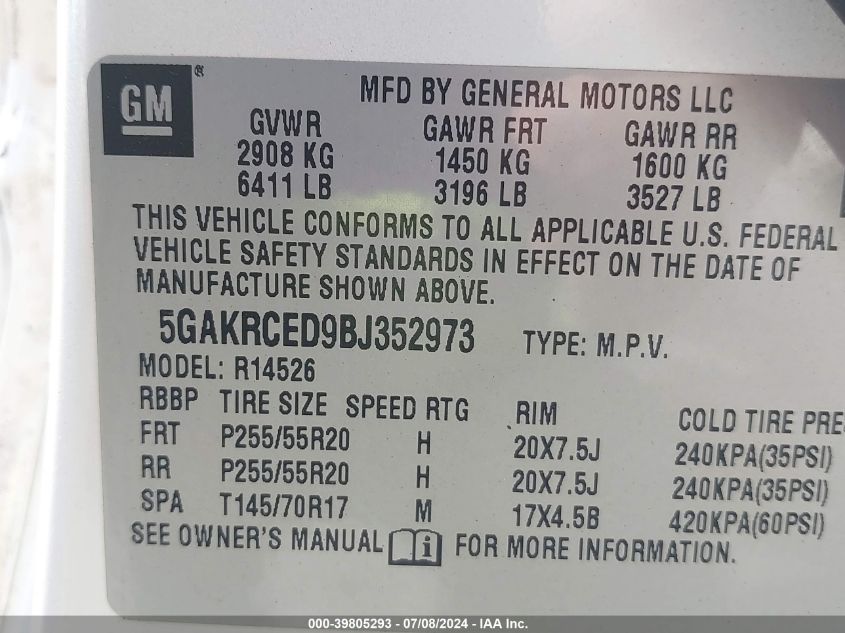 GM ®
MFD BY GENERAL MOTORS LLC
GVWR GAWR FRT GAWR RR
2908 KG 1450 KG 1600 KG
6411 LB 3196 LB 3527 LB
THIS VEHICLE CONFORMS TO ALL APPLICABLE U.S. FEDERAL
VEHICLE SAFETY STANDARDS IN EFFECT ON THE DATE OF
MANUFACTURE SHOWN ABOVE.
5GAKRCED9BJ352973 TYPE: M.P.V.
MODEL: R14526
RBBP TIRE SIZE SPEED RTG RIM COLD TIRE PRE
FRT P255/55R20 H 20X7.5J 240KPA(35PSI)
RR P255/55R20 H 20X7.5J 240KPA(35PSI)
SPA T145/70R17 M 17X4.5B 420KPA(60PSI)
SEE OWNER'S MANUAL i FOR MORE INFORMATION.
000-39805293 - 07/08/2024 - IAA Inc.